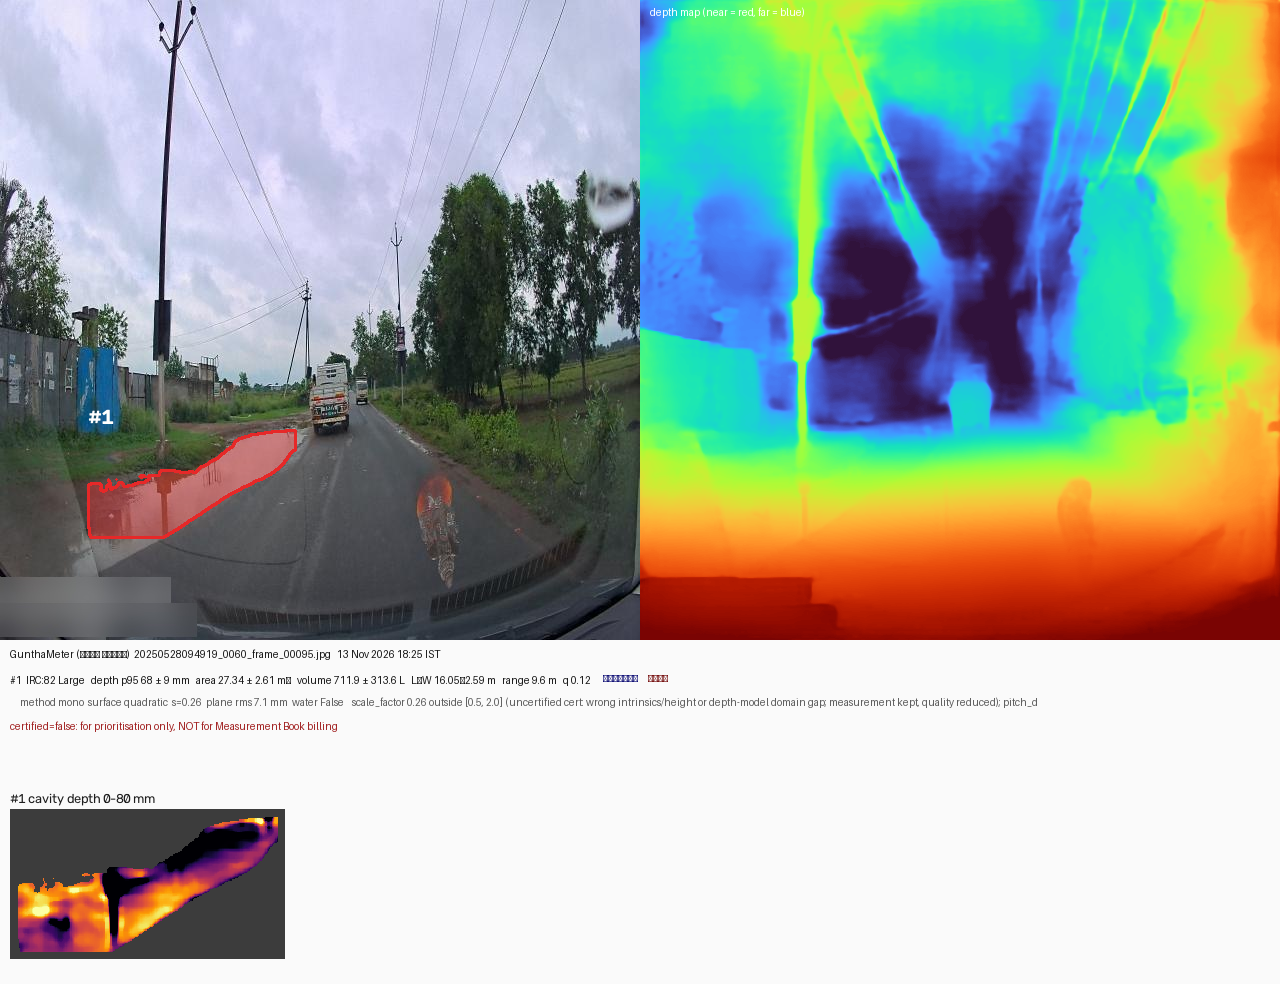 depth map (near = red, far = blue)
#1
GunthaMeter ( ) 20250528094919_0060_frame_00095.jpg 13 Nov 2026 18:25 IST
#1 IRC:82 Large depth p95 68 ± 9 mm area 27.34 ± 2.61 m volume 711.9 ± 313.6 L L W 16.05 2.59 m range 9.6 m q 0.12
method mono surface quadratic s=0.26 plane rms 7.1 mm water False scale_factor 0.26 outside [0.5, 2.0] (uncertified cert: wrong intrinsics/height or depth-model domain gap; measurement kept, quality reduced); pitch_d
certified=false: for prioritisation only, NOT for Measurement Book billing
#1 cavity depth 0-80 mm